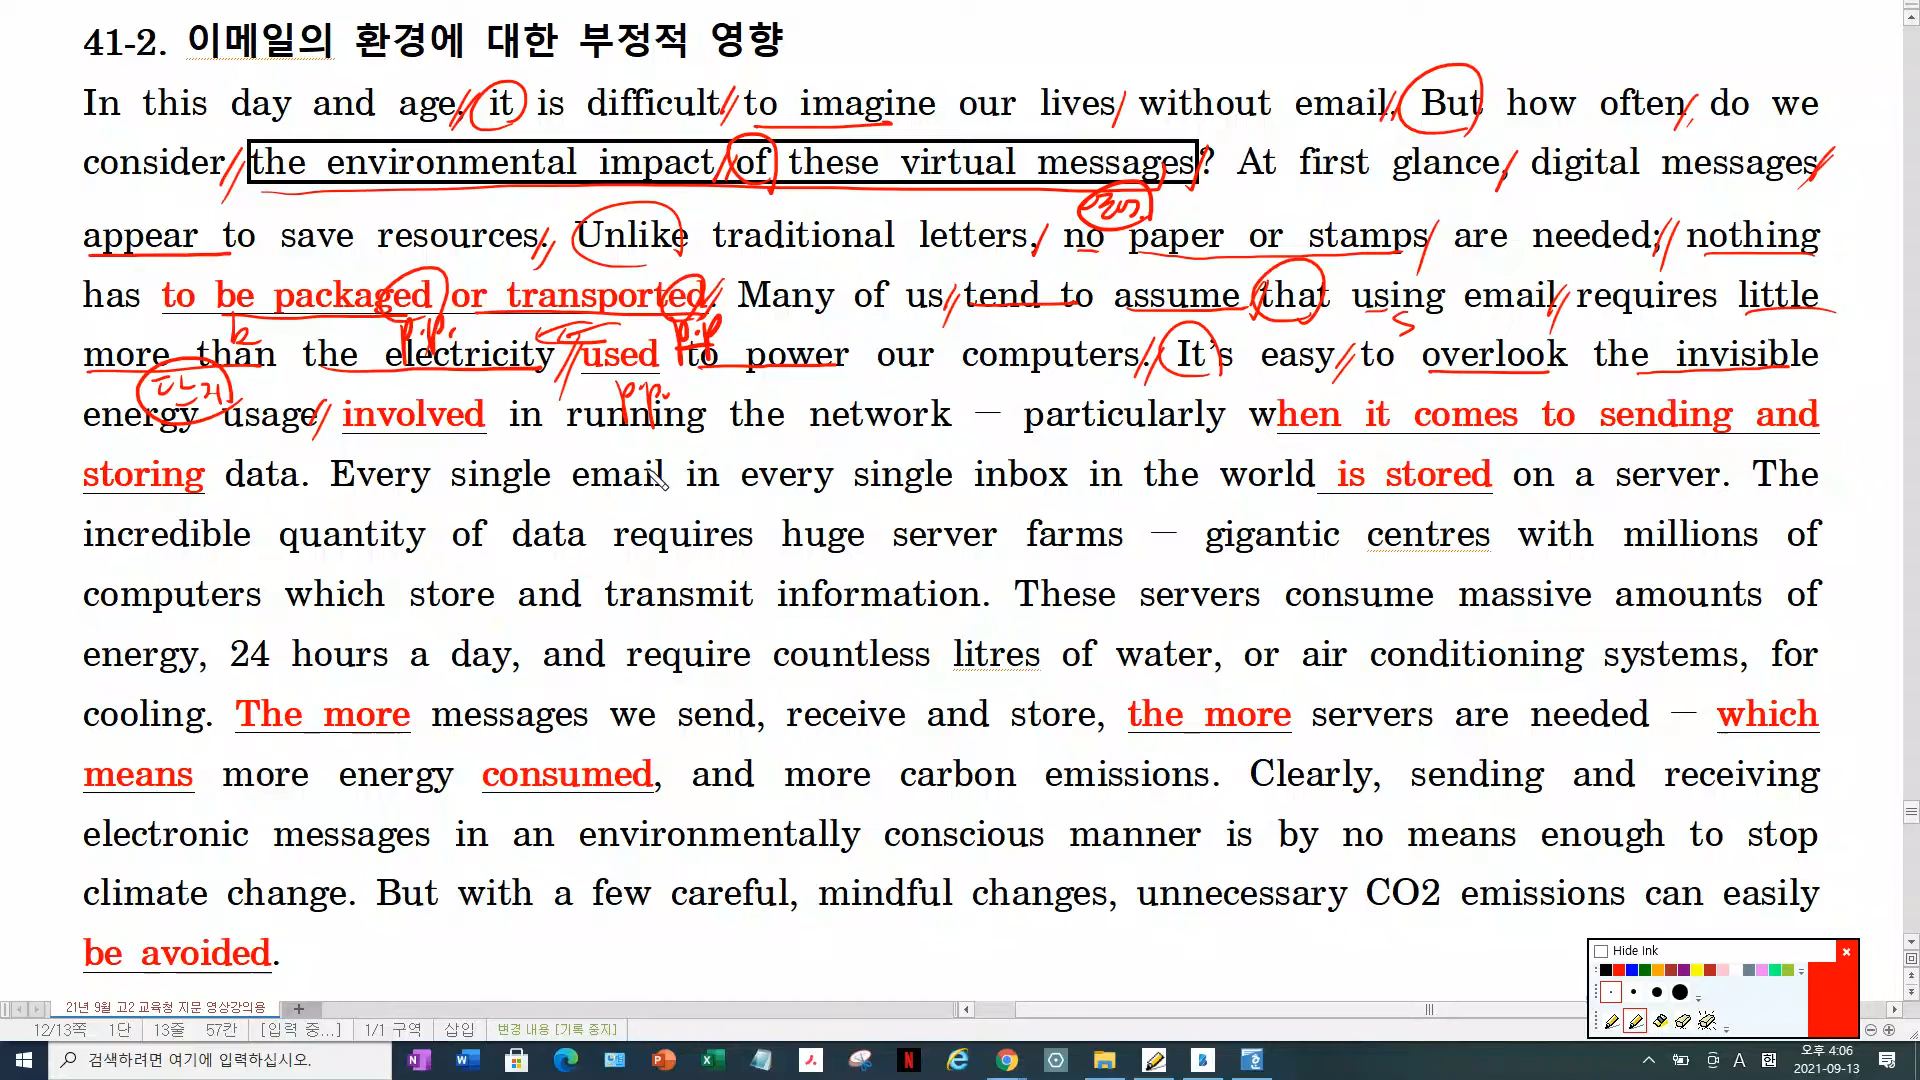 41-2. 이메일의 환경에 대한 부정적 영향
In this day and age, it is difficult to imagine our lives without email. But how often do we
consider the environmental impact of these virtual messages? At first glance, digital messages
appear to save resources. Unlike traditional letters, no paper or stamps are needed; nothing
has to be packaged or transported. Many of us tend to assume that using email requires little
p.p.
p.p
S
more than the electricity used to power our computers. It's easy to overlook the invisible
p.p.
energy usage involved in running the network – particularly when it comes to sending and
storing data. Every single email in every single inbox in the world is stored on a server. The
incredible quantity of data requires huge server farms – gigantic centres with millions of
computers which store and transmit information. These servers consume massive amounts of
energy, 24 hours a day, and require countless litres of water, or air conditioning systems, for
cooling. The more messages we send, receive and store, the more servers are needed – which
means more energy consumed, and more carbon emissions. Clearly, sending and receiving
electronic messages in an environmentally conscious manner is by no means enough to stop
climate change. But with a few careful, mindful changes, unnecessary CO2 emissions can easily
be avoided.
Hide Ink
21년 9월 고2 교육청 지문 영상강의용
12/13쪽 1단 13줄 57칸 [입력 중...] 1/1 구역 삽입 변경 내용 [기록 중지]
검색하려면 여기에 입력하십시오.
A 한 오후 4:06
2021-09-13